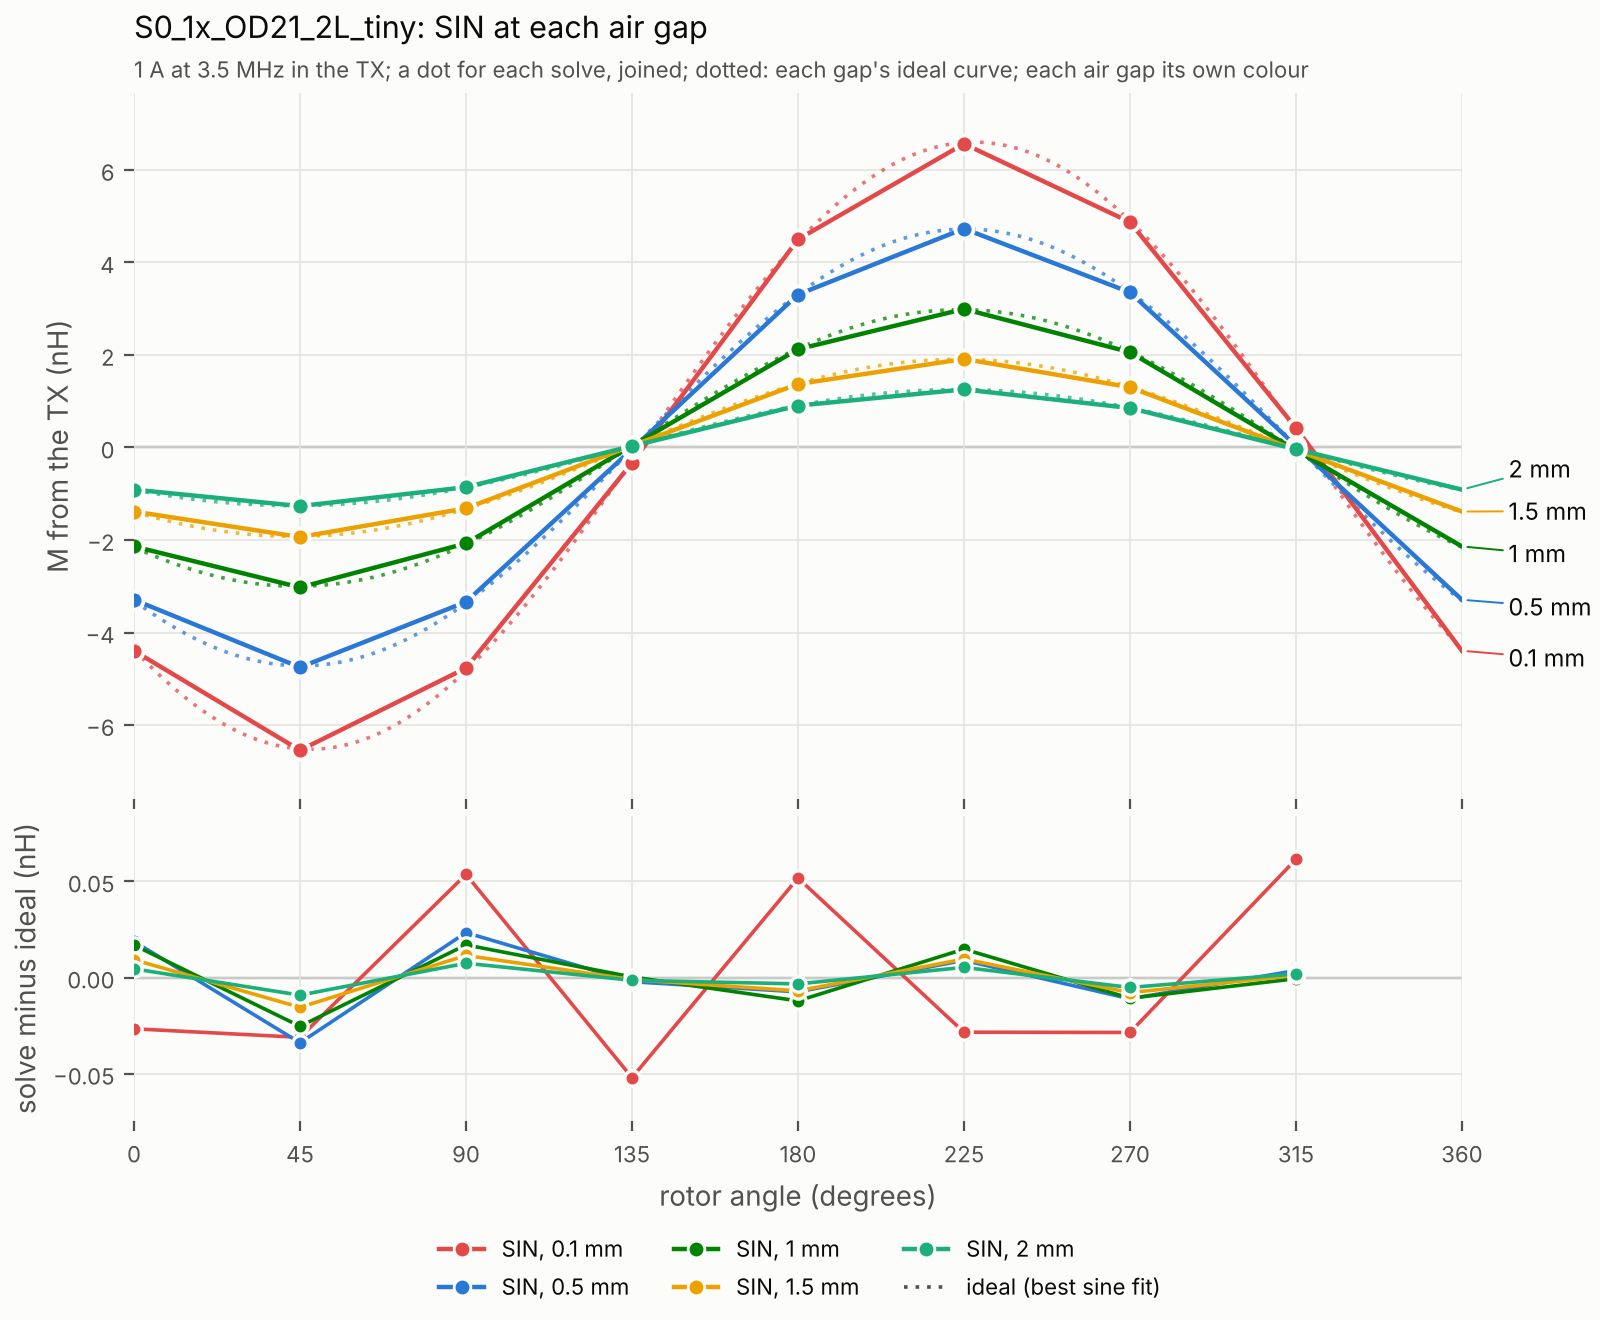 S0_1x_OD21_2L_tiny: SIN at each air gap
1 A at 3.5 MHz in the TX; a dot for each solve, joined; dotted: each gap's ideal curve; each air gap its own colour
M from the TX (nH)
6
4
2
0
−2
−4
−6
2 mm
1.5 mm
1 mm
0.5 mm
0.1 mm
solve minus ideal (nH)
0.05
0.00
−0.05
0 45 90 135 180 225 270 315 360
rotor angle (degrees)
SIN, 0.1 mm SIN, 1 mm SIN, 2 mm
SIN, 0.5 mm SIN, 1.5 mm ideal (best sine fit)